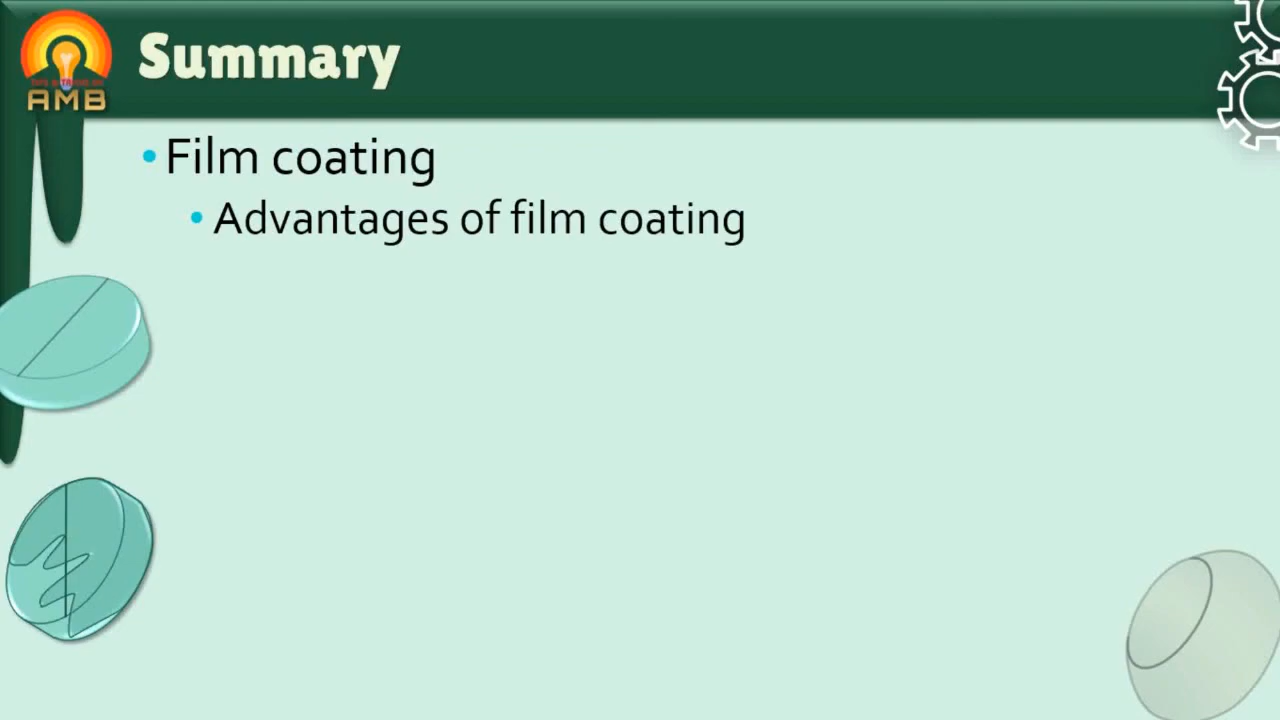 Summary
AMB
• Film coating
• Advantages of film coating